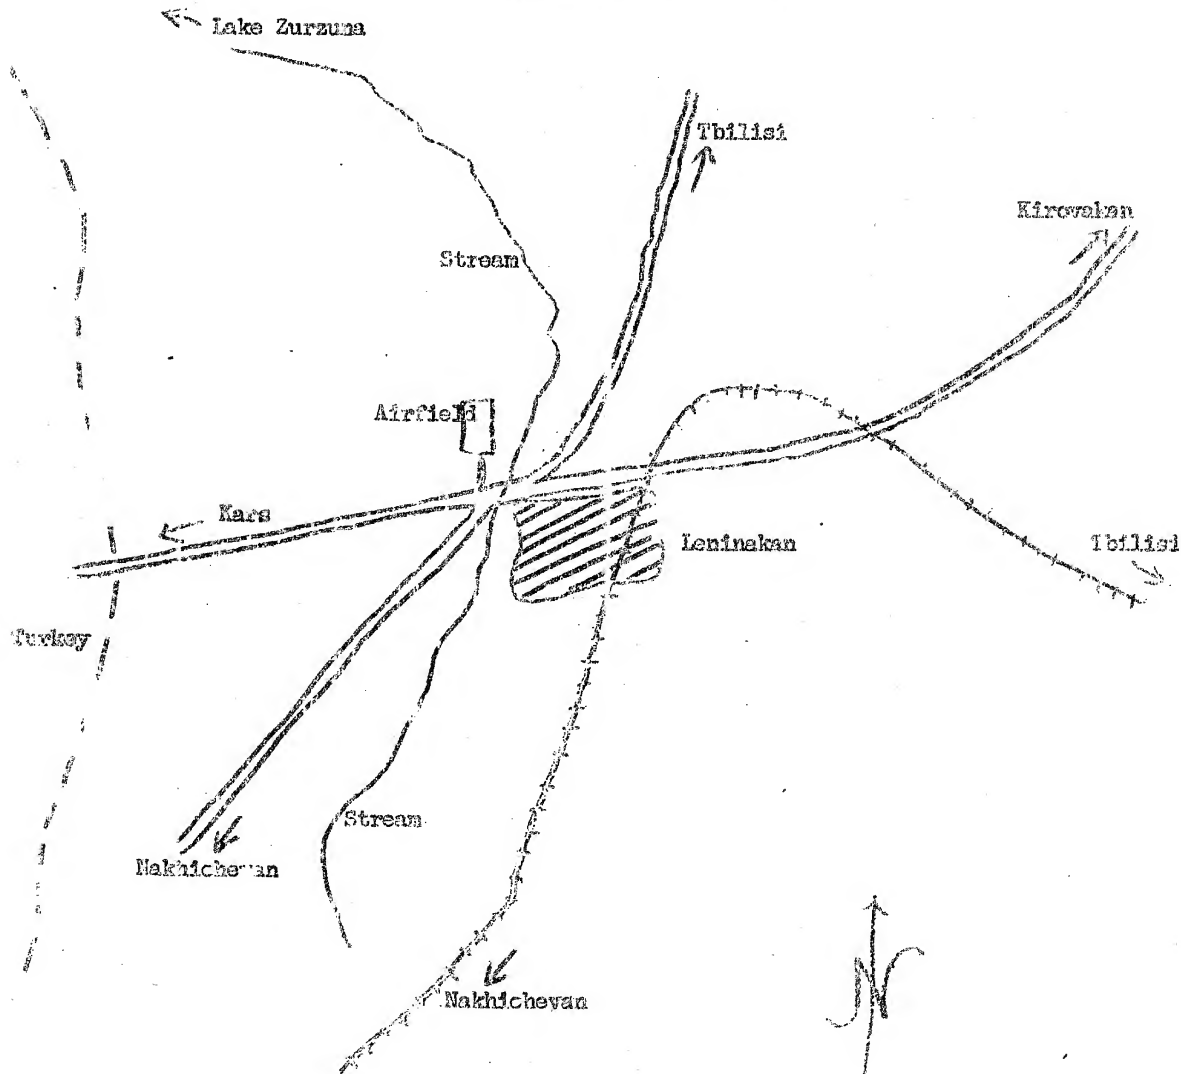 Lake Zurzuna
Tbilisi
Kirovakan
Stream
Airfield
Kars
Leninakan
Tbilisi
Turkey
Stream
Nakhichevan
Nakhichevan
N